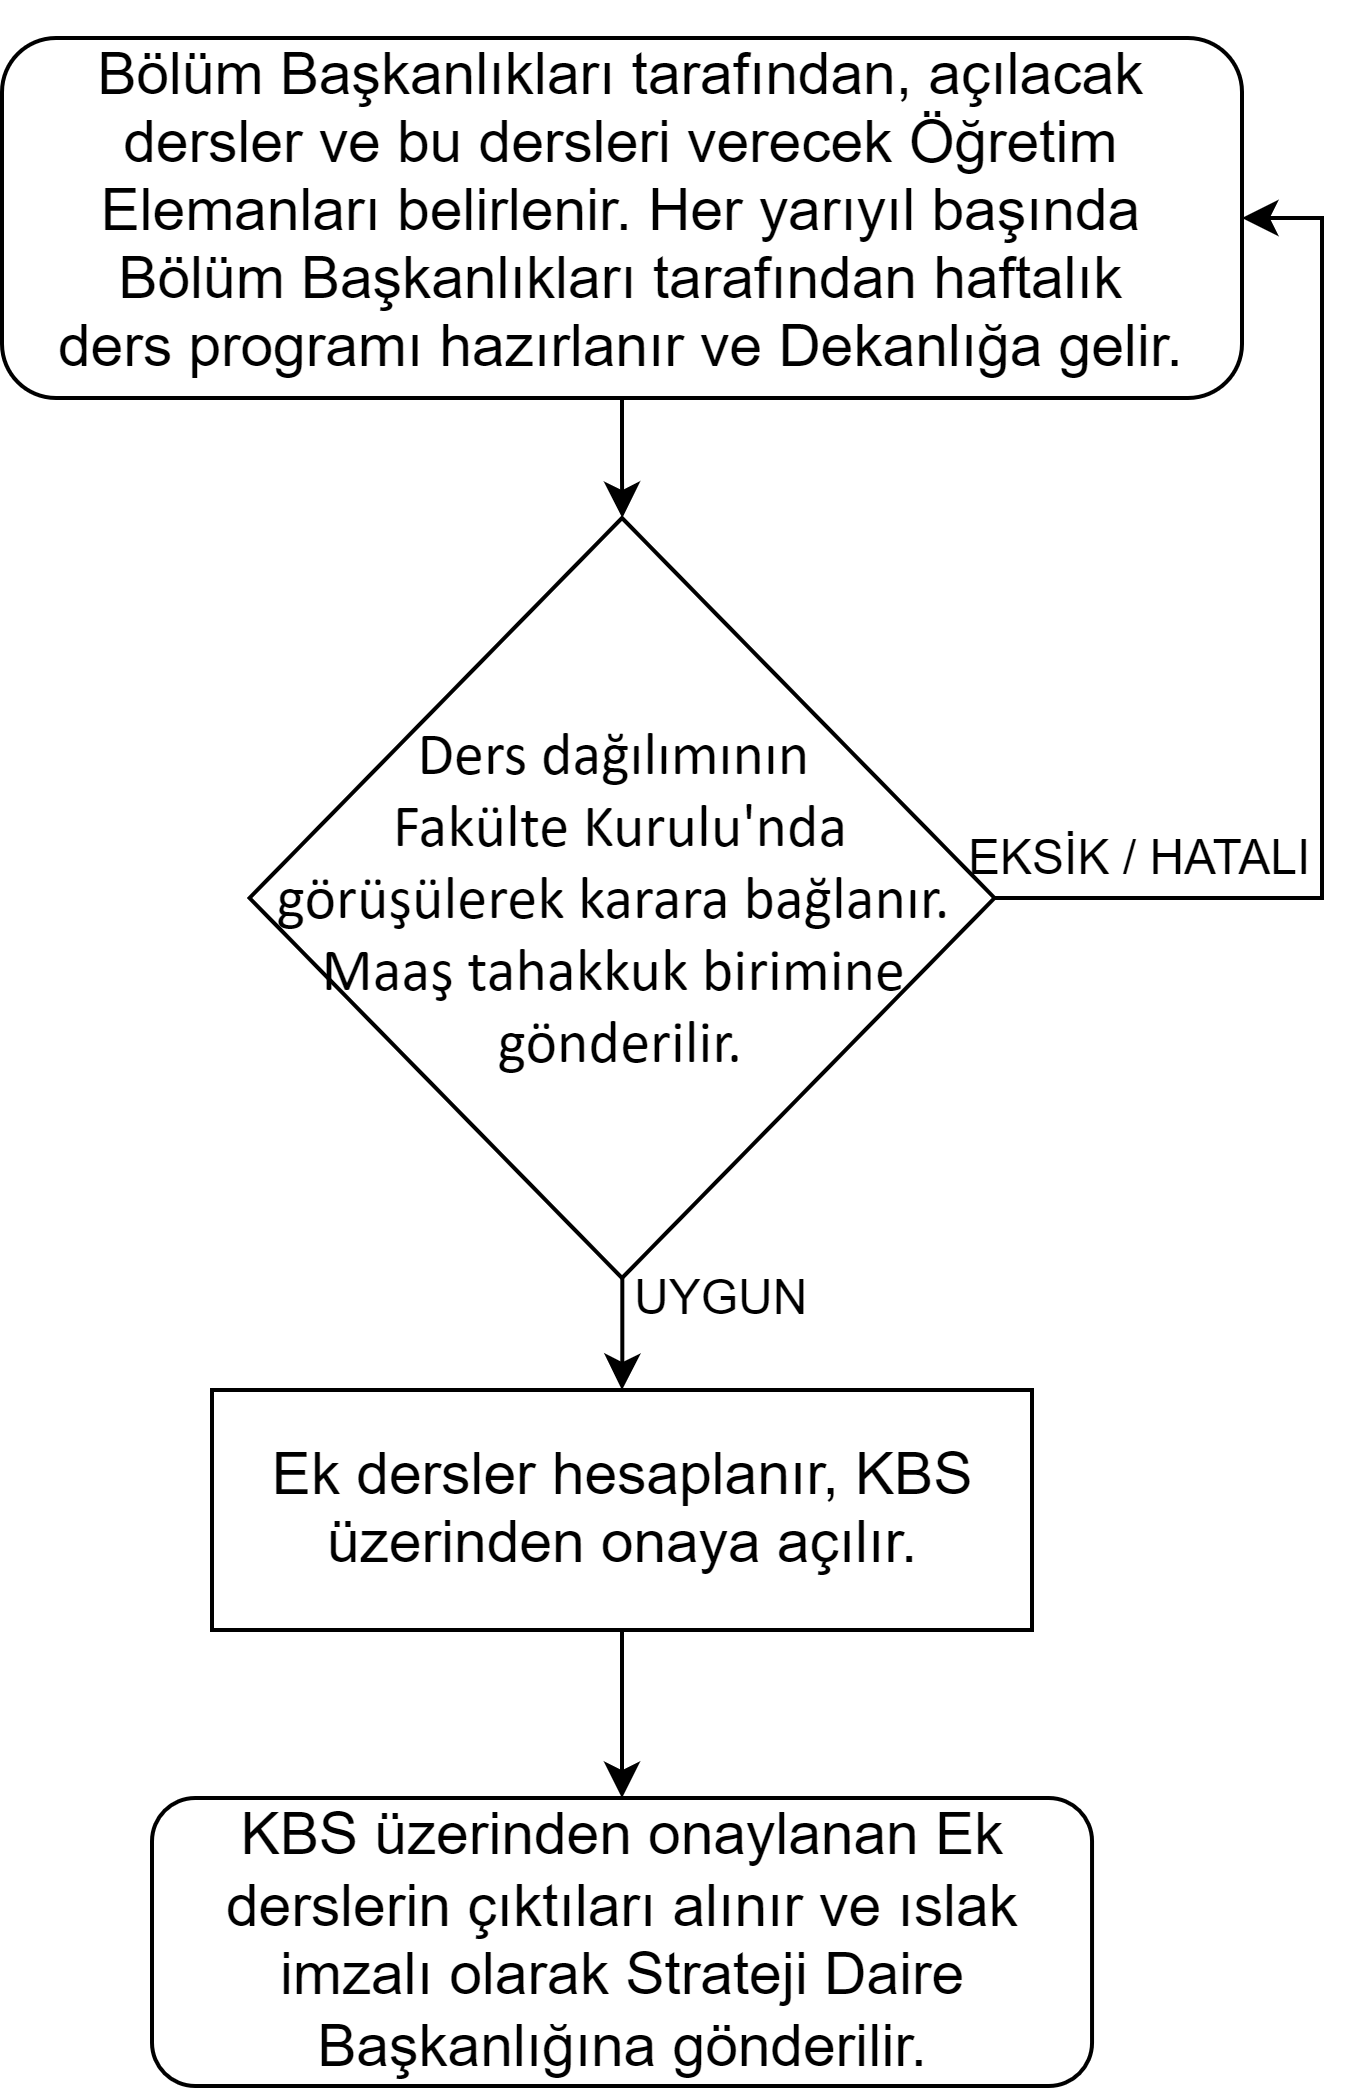 Bölüm Başkanlıkları tarafından, açılacak
dersler ve bu dersleri verecek Öğretim
Elemanları belirlenir. Her yarıyıl başında
Bölüm Başkanlıkları tarafından haftalık
ders programı hazırlanır ve Dekanlığa gelir.
Ders dağılımının
Fakülte Kurulu'nda
görüşülerek karara bağlanır.
Maaş tahakkuk birimine
gönderilir.
EKSİK / HATALI
UYGUN
Ek dersler hesaplanır, KBS
üzerinden onaya açılır.
KBS üzerinden onaylanan Ek
derslerin çıktıları alınır ve ıslak
imzalı olarak Strateji Daire
Başkanlığına gönderilir.